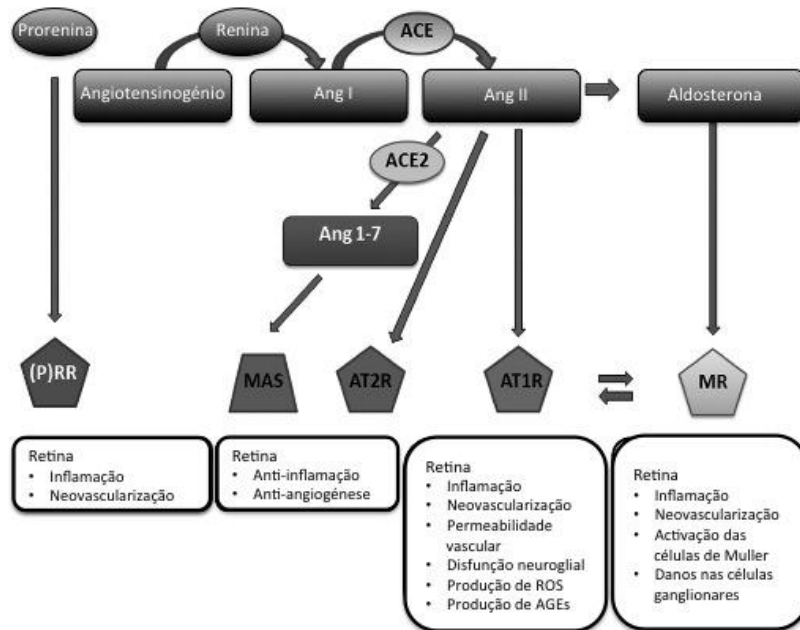 Prorenina
Renina
ACE
Angiotensinogénio
Ang I
Ang II
Aldosterona
ACE2
Ang 1-7
(P)RR
MAS
AT2R
AT1R
MR
Retina
• Inflamação
• Neovascularização
Retina
• Anti-inflamação
• Anti-angiogénese
Retina
• Inflamação
• Neovascularização
• Permeabilidade
vascular
• Disfunção neuroglial
• Produção de ROS
• Produção de AGEs
Retina
• Inflamação
• Neovascularização
• Activação das
células de Muller
• Danos nas células
ganglionares